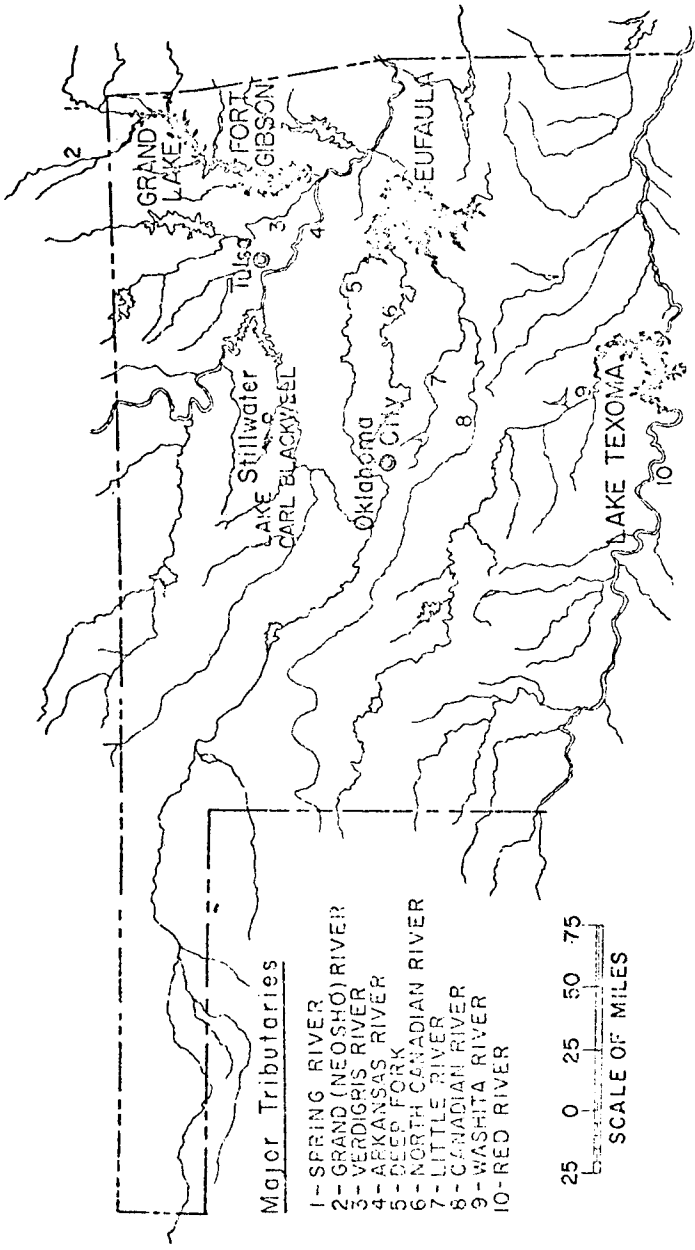 2
1
GRAND
LAKE
FORT
GIBSON
3
Tulsa
4
EUFAULA
Stillwater
LAKE
CARL BLACKWELL
5
6
Oklahoma
City
7
8
9
LAKE TEXOMA
10
Major Tributaries
1-SPRING RIVER
2-GRAND (NEOSHO) RIVER
3-VERDIGRIS RIVER
4-ARKANSAS RIVER
5-DEEP FORK
6-NORTH CANADIAN RIVER
7-LITTLE RIVER
8-CANADIAN RIVER
9-WASHITA RIVER
10-RED RIVER
25 0 25 50 75
SCALE OF MILES